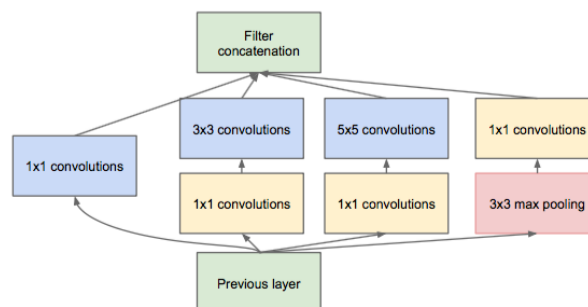 Filter
concatenation
3x3 convolutions
5x5 convolutions
1x1 convolutions
1x1 convolutions
1x1 convolutions
1x1 convolutions
3x3 max pooling
Previous layer